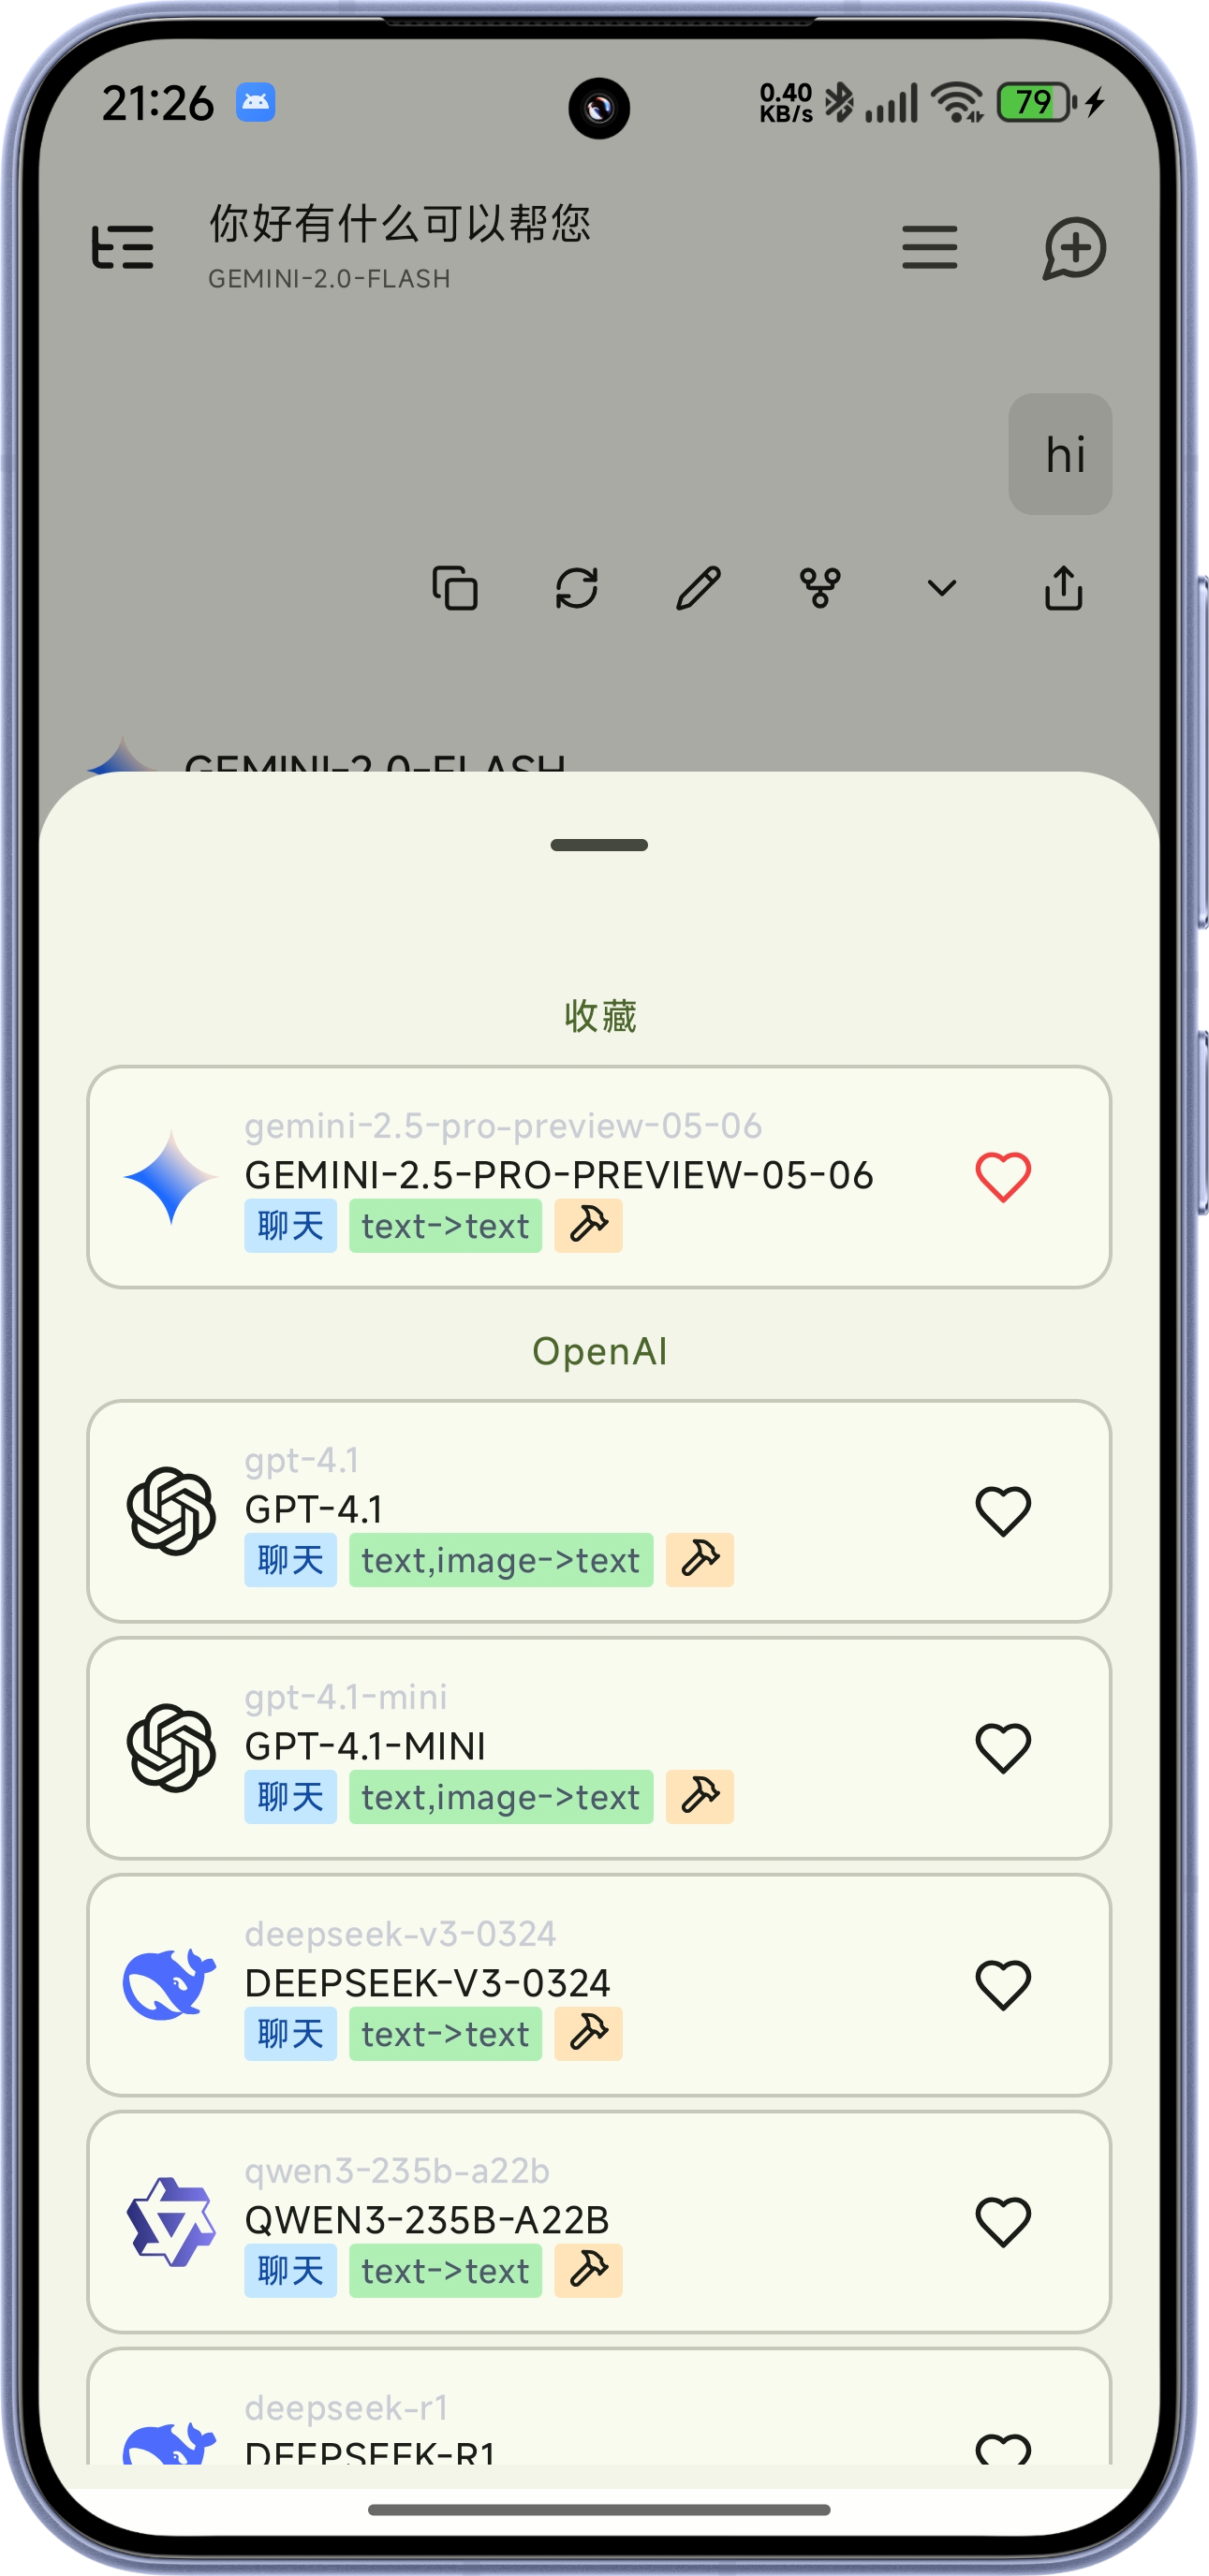 21:26
0.40
KB/s
79
你好有什么可以帮您
GEMINI-2.0-FLASH
hi
GEMINI-2.0-FLASH
收藏
gemini-2.5-pro-preview-05-06
GEMINI-2.5-PRO-PREVIEW-05-06
聊天 text->text
OpenAI
gpt-4.1
GPT-4.1
聊天 text,image->text
gpt-4.1-mini
GPT-4.1-MINI
聊天 text,image->text
deepseek-v3-0324
DEEPSEEK-V3-0324
聊天 text->text
qwen3-235b-a22b
QWEN3-235B-A22B
聊天 text->text
deepseek-r1
DEEPSEEK-R1